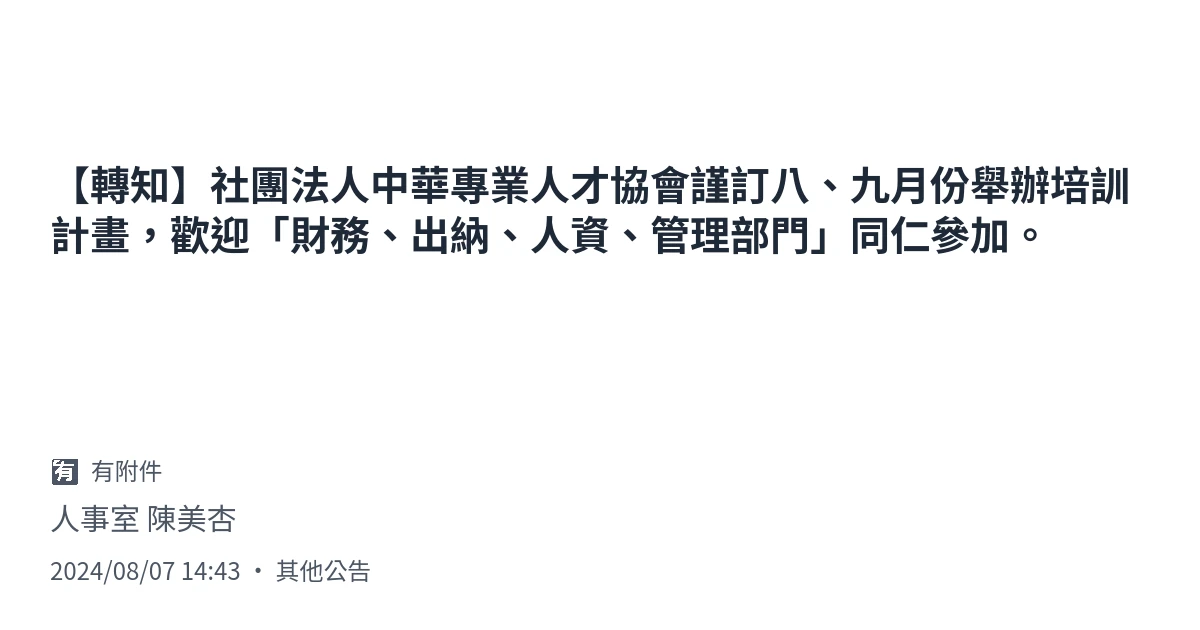 【轉知】社團法人中華專業人才協會謹訂八、九月份舉辦培訓
計畫，歡迎「財務、出納、人資、管理部門」同仁參加。
有 有附件
人事室 陳美杏
2024/08/07 14:43 • 其他公告